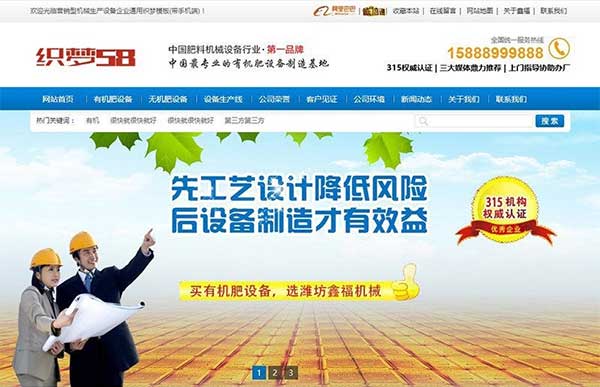 欢迎光临营销型机械生产设备企业通用织梦模板(带手机端)！
阿里巴巴 | 收藏本站 | 在线留言 | 网站地图 | 关于鑫福 | 联系我们
织梦58
中国肥料机械设备行业·第一品牌
中国最专业的有机肥设备制造基地
全国统一服务热线
15888999888
315权威认证 | 三大媒体鼎力推荐 | 上门指导协助办厂
网站首页 有机肥设备 无机肥设备 设备生产线 公司荣誉 客户见证 公司环境 新闻动态 关于我们 联系我们
热门关键词： 有机 很快就很快就好 很快就很快就好 第三方第三方
搜索
先工艺设计降低风险
后设备制造才有效益
315机构
权威认证
优秀企业
买有机肥设备，选潍坊鑫福机械
1 2 3